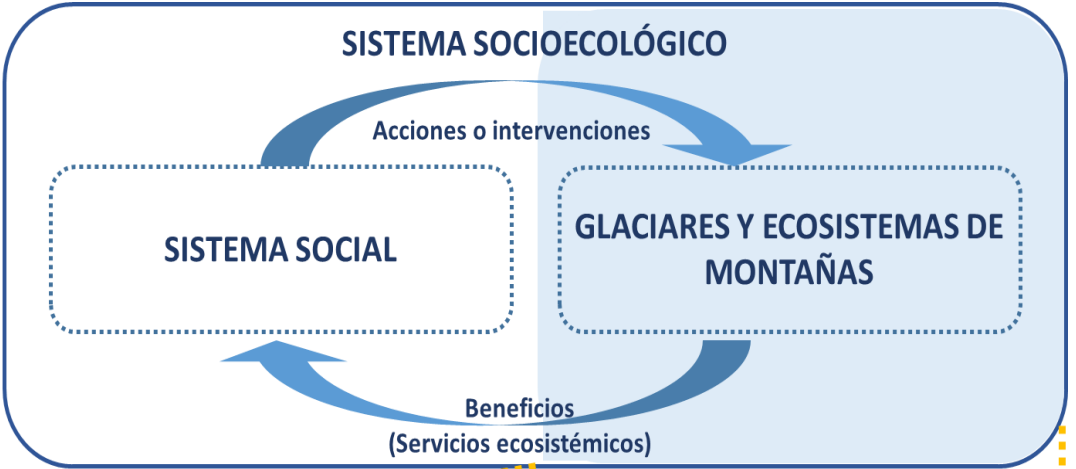 SISTEMA SOCIOECOLÓGICO
Acciones o intervenciones
SISTEMA SOCIAL
GLACIARES Y ECOSISTEMAS DE
MONTAÑAS
Beneficios
(Servicios ecosistémicos)